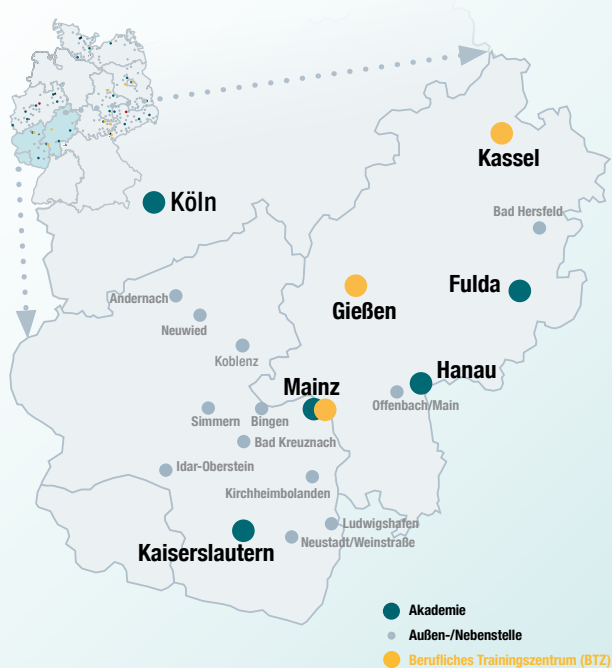 Kassel
Köln
Bad Hersfeld
Fulda
Andernach
Gießen
Neuwied
Koblenz
Hanau
Mainz
Offenbach/Main
Simmern
Bingen
Bad Kreuznach
Idar-Oberstein
Kirchheimbolanden
Ludwigshafen
Neustadt/Weinstraße
Kaiserslautern
Akademie
Außen-/Nebenstelle
Berufliches Trainingszentrum (BTZ)